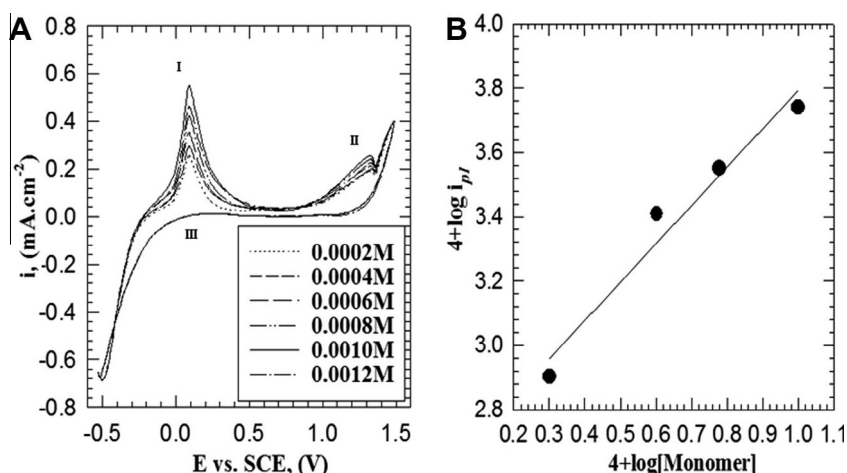 A
0.8
0.6
0.4
0.2
0.0
-0.2
-0.4
-0.6
-0.8
i, (mA.cm-2)
I
II
III
0.0002M
0.0004M
0.0006M
0.0008M
0.0010M
0.0012M
-0.5 0.0 0.5 1.0 1.5
E vs. SCE, (V)
B
4.0
3.8
3.6
3.4
3.2
3.0
2.8
4+log ipI
0.2 0.3 0.4 0.5 0.6 0.7 0.8 0.9 1.0 1.1
4+log[Monomer]